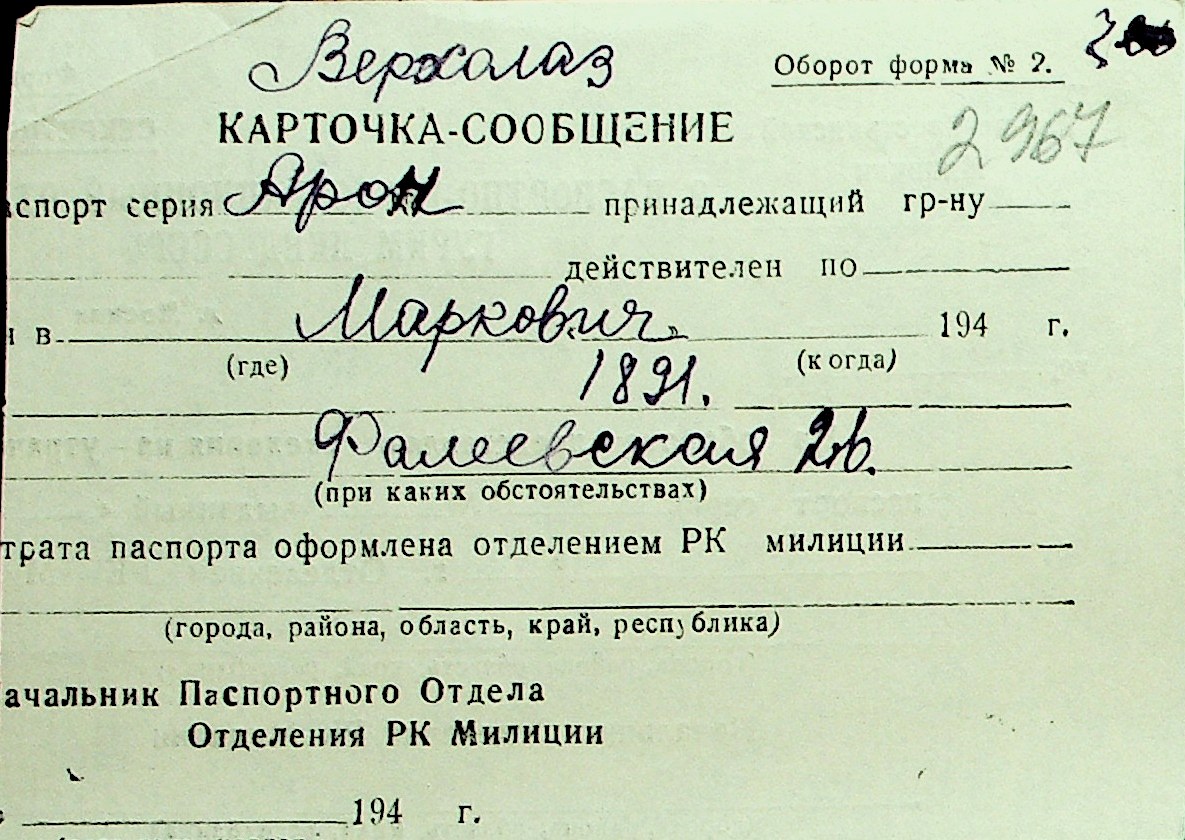 Верхолаз
Оборот форма № 2.
КАРТОЧКА-СООБЩЕНИЕ
2967
спорт серия Арон принадлежащий гр-ну
действителен по
в Маркович 194 г.
(где) (когда)
1891.
Фалеевская 26.
(при каких обстоятельствах)
трата паспорта оформлена отделением РК милиции
(города, района, область, край, республика)
ачальник Паспортного Отдела
Отделения РК Милиции
194 г.